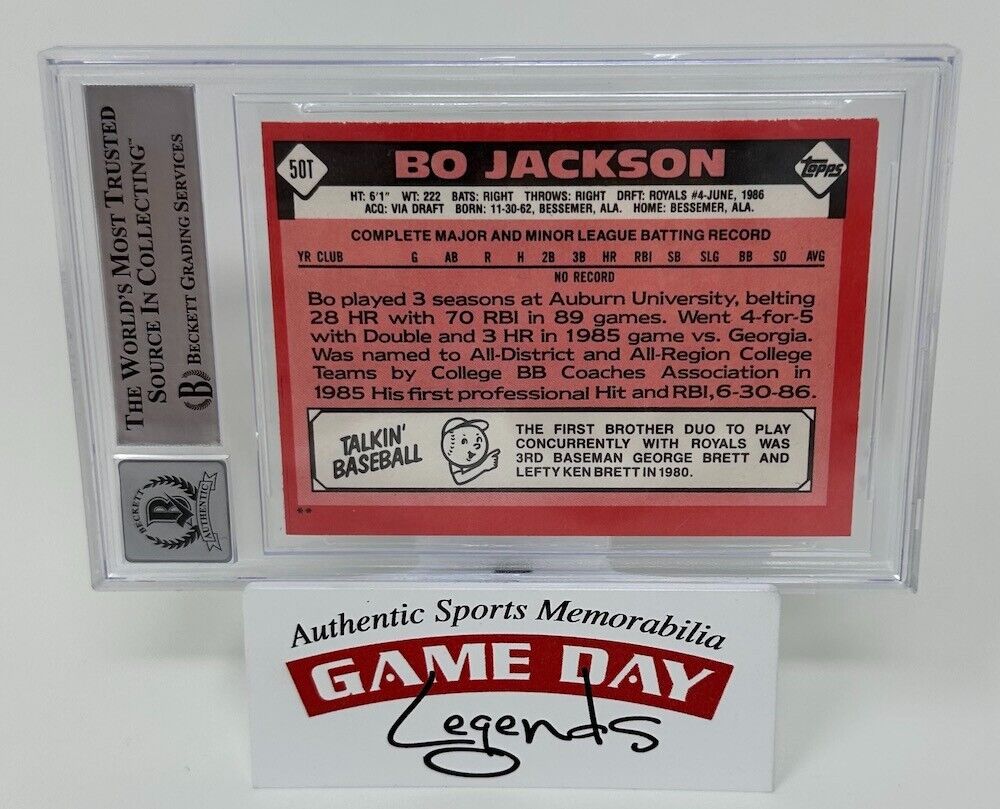 THE WORLD'S MOST TRUSTED
SOURCE IN COLLECTING™
B BECKETT GRADING SERVICES
BECKETT
B
AUTHENTIC
50T
BO JACKSON
topps
HT: 6'1" WT: 222 BATS: RIGHT THROWS: RIGHT DRFT: ROYALS #4-JUNE, 1986
ACQ: VIA DRAFT BORN: 11-30-62, BESSEMER, ALA. HOME: BESSEMER, ALA.
COMPLETE MAJOR AND MINOR LEAGUE BATTING RECORD
YR CLUB G AB R H 2B 3B HR RBI SB SLG BB SO AVG
NO RECORD
Bo played 3 seasons at Auburn University, belting
28 HR with 70 RBI in 89 games. Went 4-for-5
with Double and 3 HR in 1985 game vs. Georgia.
Was named to All-District and All-Region College
Teams by College BB Coaches Association in
1985 His first professional Hit and RBI, 6-30-86.
TALKIN'
BASEBALL
THE FIRST BROTHER DUO TO PLAY
CONCURRENTLY WITH ROYALS WAS
3RD BASEMAN GEORGE BRETT AND
LEFTY KEN BRETT IN 1980.
**
Authentic Sports Memorabilia
GAME DAY
Legends